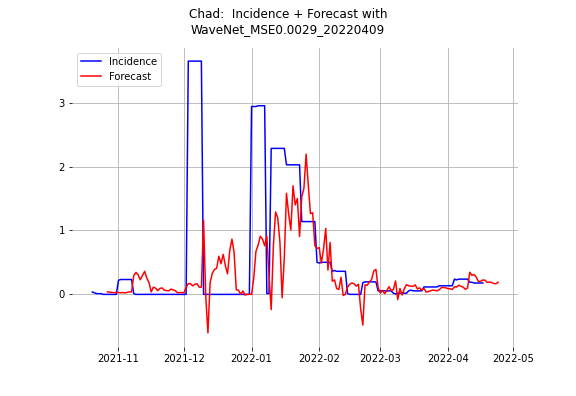 Chad:  Incidence + Forecast with
WaveNet_MSE0.0029_20220409
Incidence
Forecast
3
2
1
0
2021-11
2021-12
2022-01
2022-02
2022-03
2022-04
2022-05